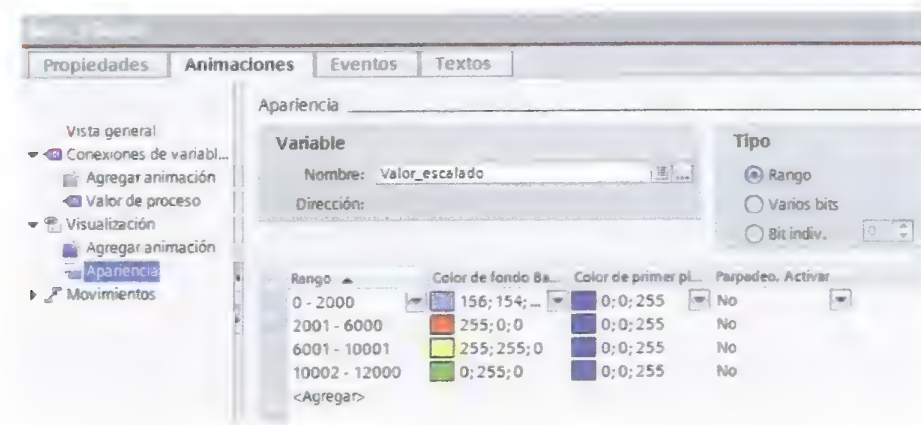 Propiedades Animaciones Eventos Textos
Apariencia
Vista general
Conexiones de variabl...
Agregar animación
Valor de proceso
Visualización
Agregar animación
Apariencia
Movimientos
Variable
Nombre: Valor_escalado ...
Dirección:
Tipo
Rango
Varios bits
Bit indiv. 0
Rango Color de fondo Ba... Color de primer pl... Parpadeo. Activar
0 - 2000 156; 154; ... 0; 0; 255 No
2001 - 6000 255; 0; 0 0; 0; 255 No
6001 - 10001 255; 255; 0 0; 0; 255 No
10002 - 12000 0; 255; 0 0; 0; 255 No
<Agregar>